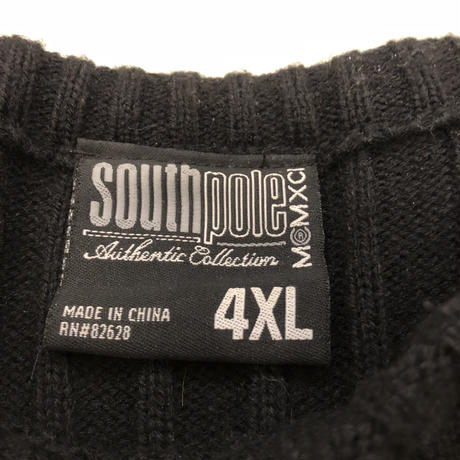 southpole
Authentic Collection
MCMXCI
®
MADE IN CHINA
RN#82628
4XL